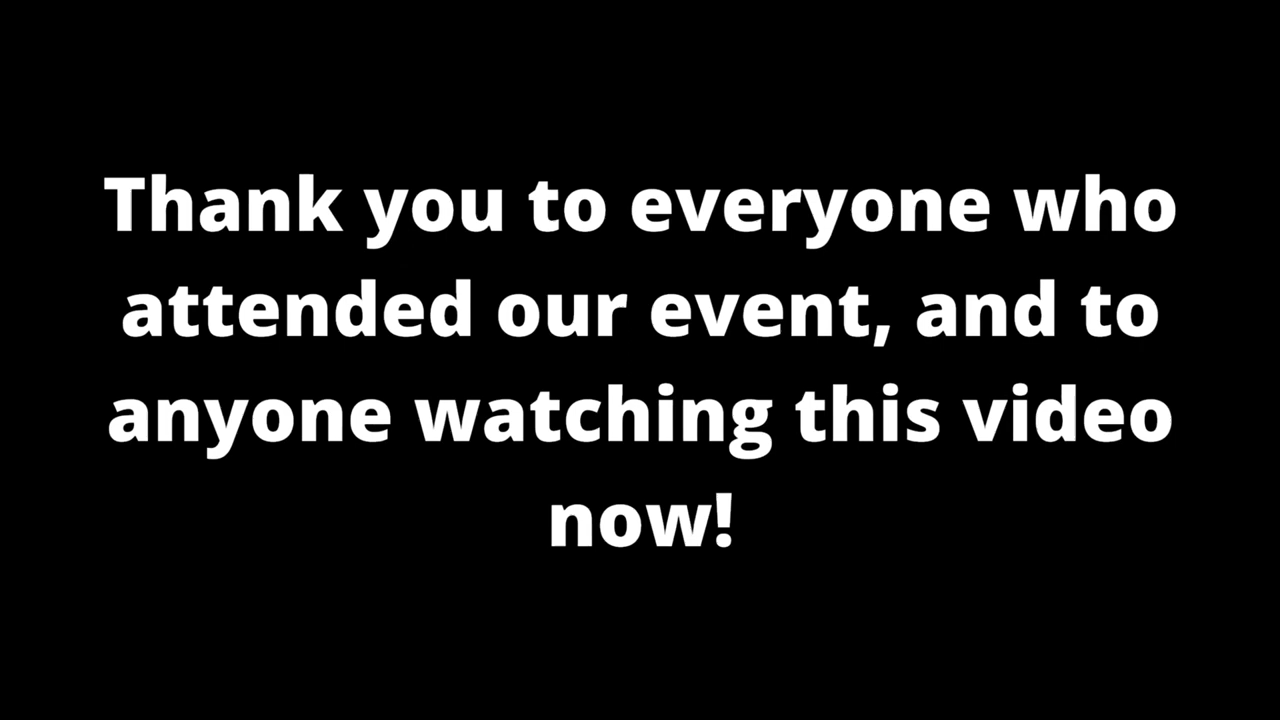 Thank you to everyone who
attended our event, and to
anyone watching this video
now!